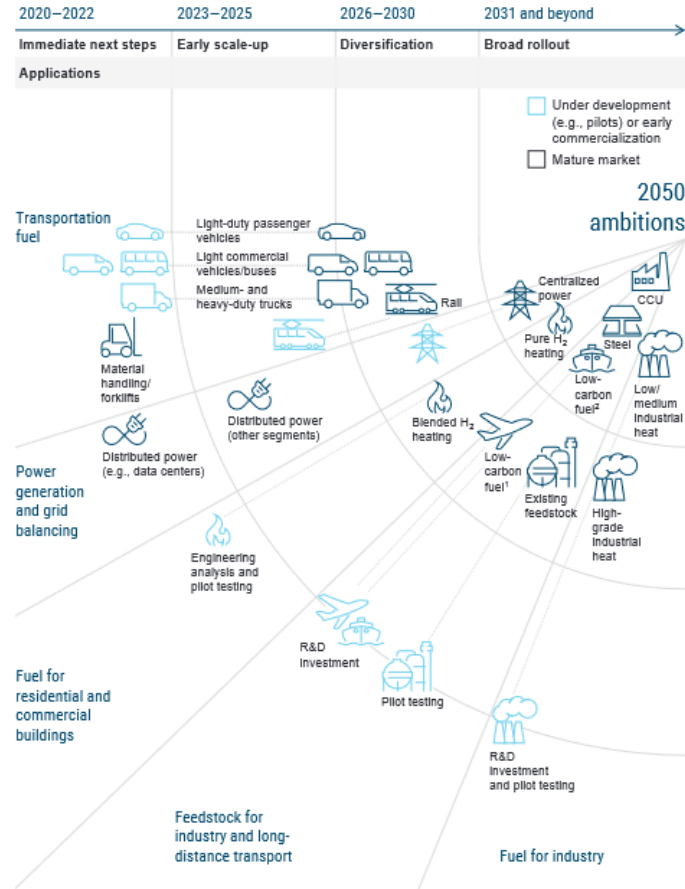 2020–2022
2023–2025
2026–2030
2031 and beyond
Immediate next steps
Early scale-up
Diversification
Broad rollout
Applications
Under development
(e.g., pilots) or early
commercialization
Mature market
2050
ambitions
Transportation
fuel
Light-duty passenger
vehicles
Light commercial
vehicles/buses
Medium- and
heavy-duty trucks
Rail
Centralized
power
CCU
Pure H₂
heating
Steel
Material
handling/
forklifts
Low-
carbon
fuel²
Low/
medium
industrial
heat
Distributed power
(other segments)
Blended H₂
heating
Distributed power
(e.g., data centers)
Low-
carbon
fuel¹
Existing
feedstock
High-
grade
industrial
heat
Power
generation
and grid
balancing
Engineering
analysis and
pilot testing
R&D
investment
Pilot testing
Fuel for
residential and
commercial
buildings
R&D
investment
and pilot testing
Feedstock for
industry and long-
distance transport
Fuel for industry